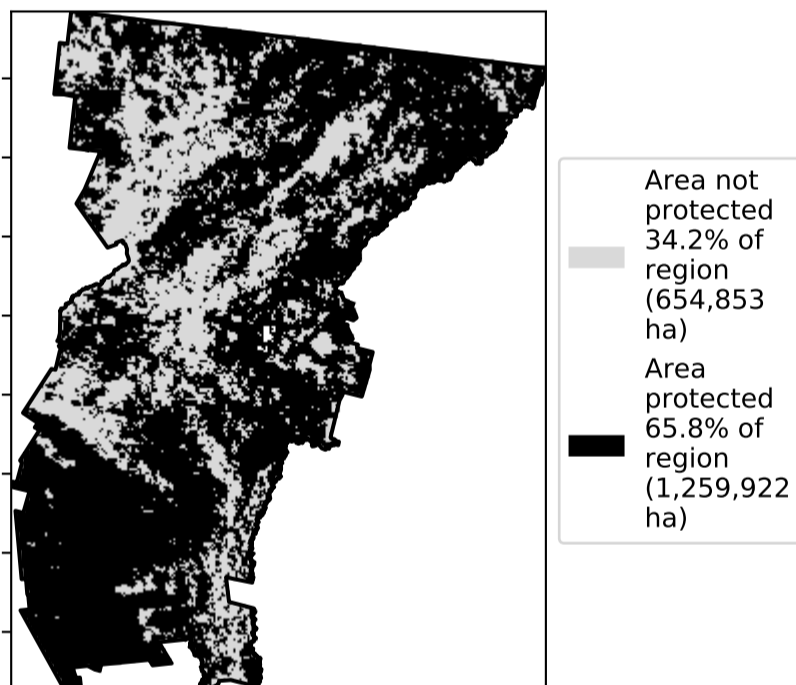 Area not
protected
34.2% of
region
(654,853
ha)
Area
protected
65.8% of
region
(1,259,922
ha)